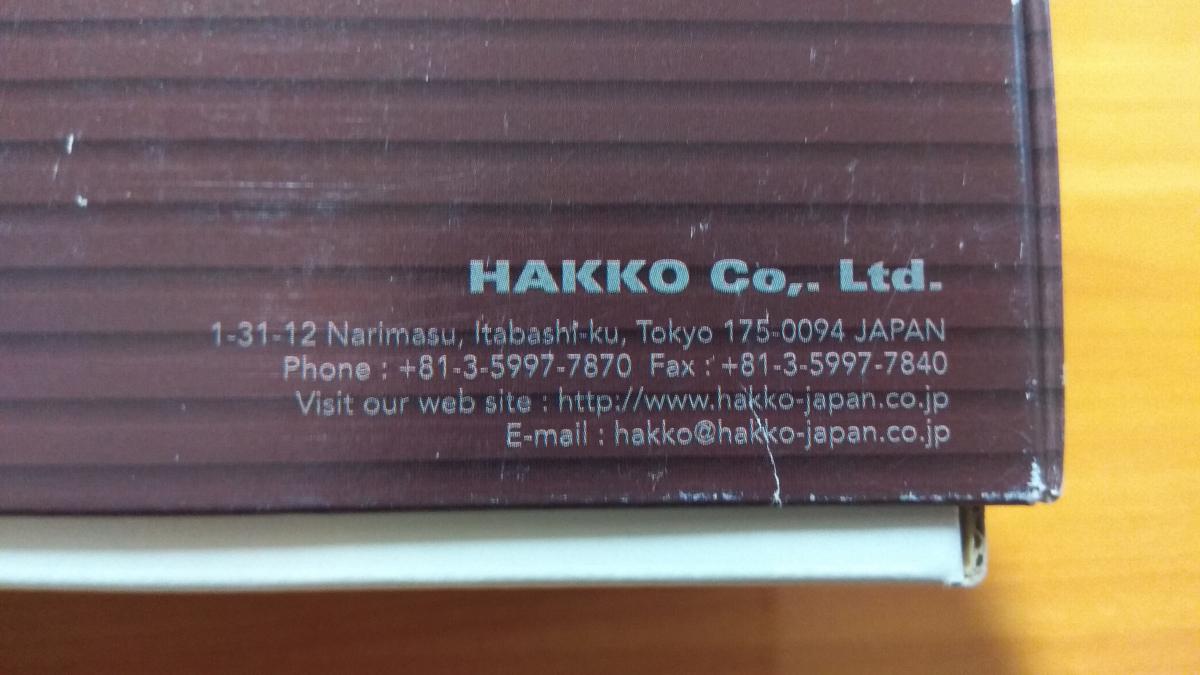 HAKKO Co,. Ltd.
1-31-12 Narimasu, Itabashi-ku, Tokyo 175-0094 JAPAN
Phone : +81-3-5997-7870 Fax : +81-3-5997-7840
Visit our web site : http://www.hakko-japan.co.jp
E-mail : hakko@hakko-japan.co.jp